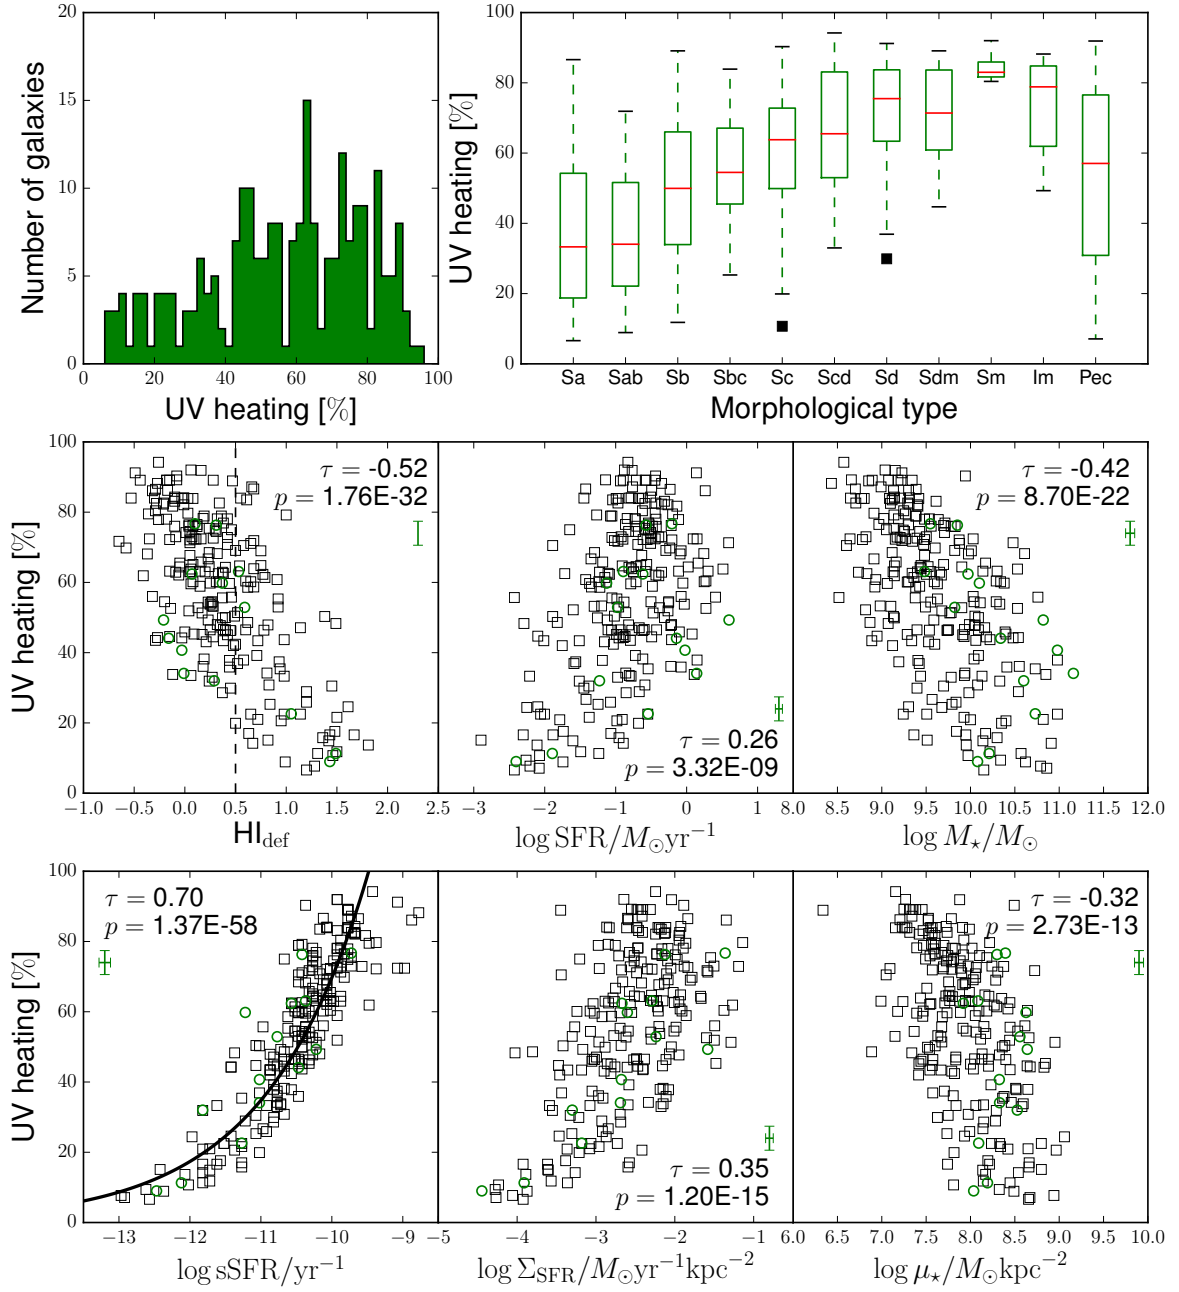 20
15
10
5
0
0 20 40 60 80 100
Number of galaxies
UV heating [%]
100
80
60
40
20
0
UV heating [%]
Sa Sab Sb Sbc Sc Scd Sd Sdm Sm Im Pec
Morphological type
100
80
60
40
20
0
UV heating [%]
τ = -0.52
p = 1.76E-32
−1.0 −0.5 0.0 0.5 1.0 1.5 2.0 2.5
HI_def
τ = 0.26
p = 3.32E-09
−3 −2 −1 0 1
log SFR/M_⊙yr⁻¹
τ = -0.42
p = 8.70E-22
8.0 8.5 9.0 9.5 10.0 10.5 11.0 11.5 12.0
log M_⋆/M_⊙
100
80
60
40
20
0
UV heating [%]
τ = 0.70
p = 1.37E-58
−13 −12 −11 −10 −9
log sSFR/yr⁻¹
τ = 0.35
p = 1.20E-15
−5 −4 −3 −2 −1
log Σ_SFR/M_⊙yr⁻¹kpc⁻²
τ = -0.32
p = 2.73E-13
6.0 6.5 7.0 7.5 8.0 8.5 9.0 9.5 10.0
log μ_⋆/M_⊙kpc⁻²